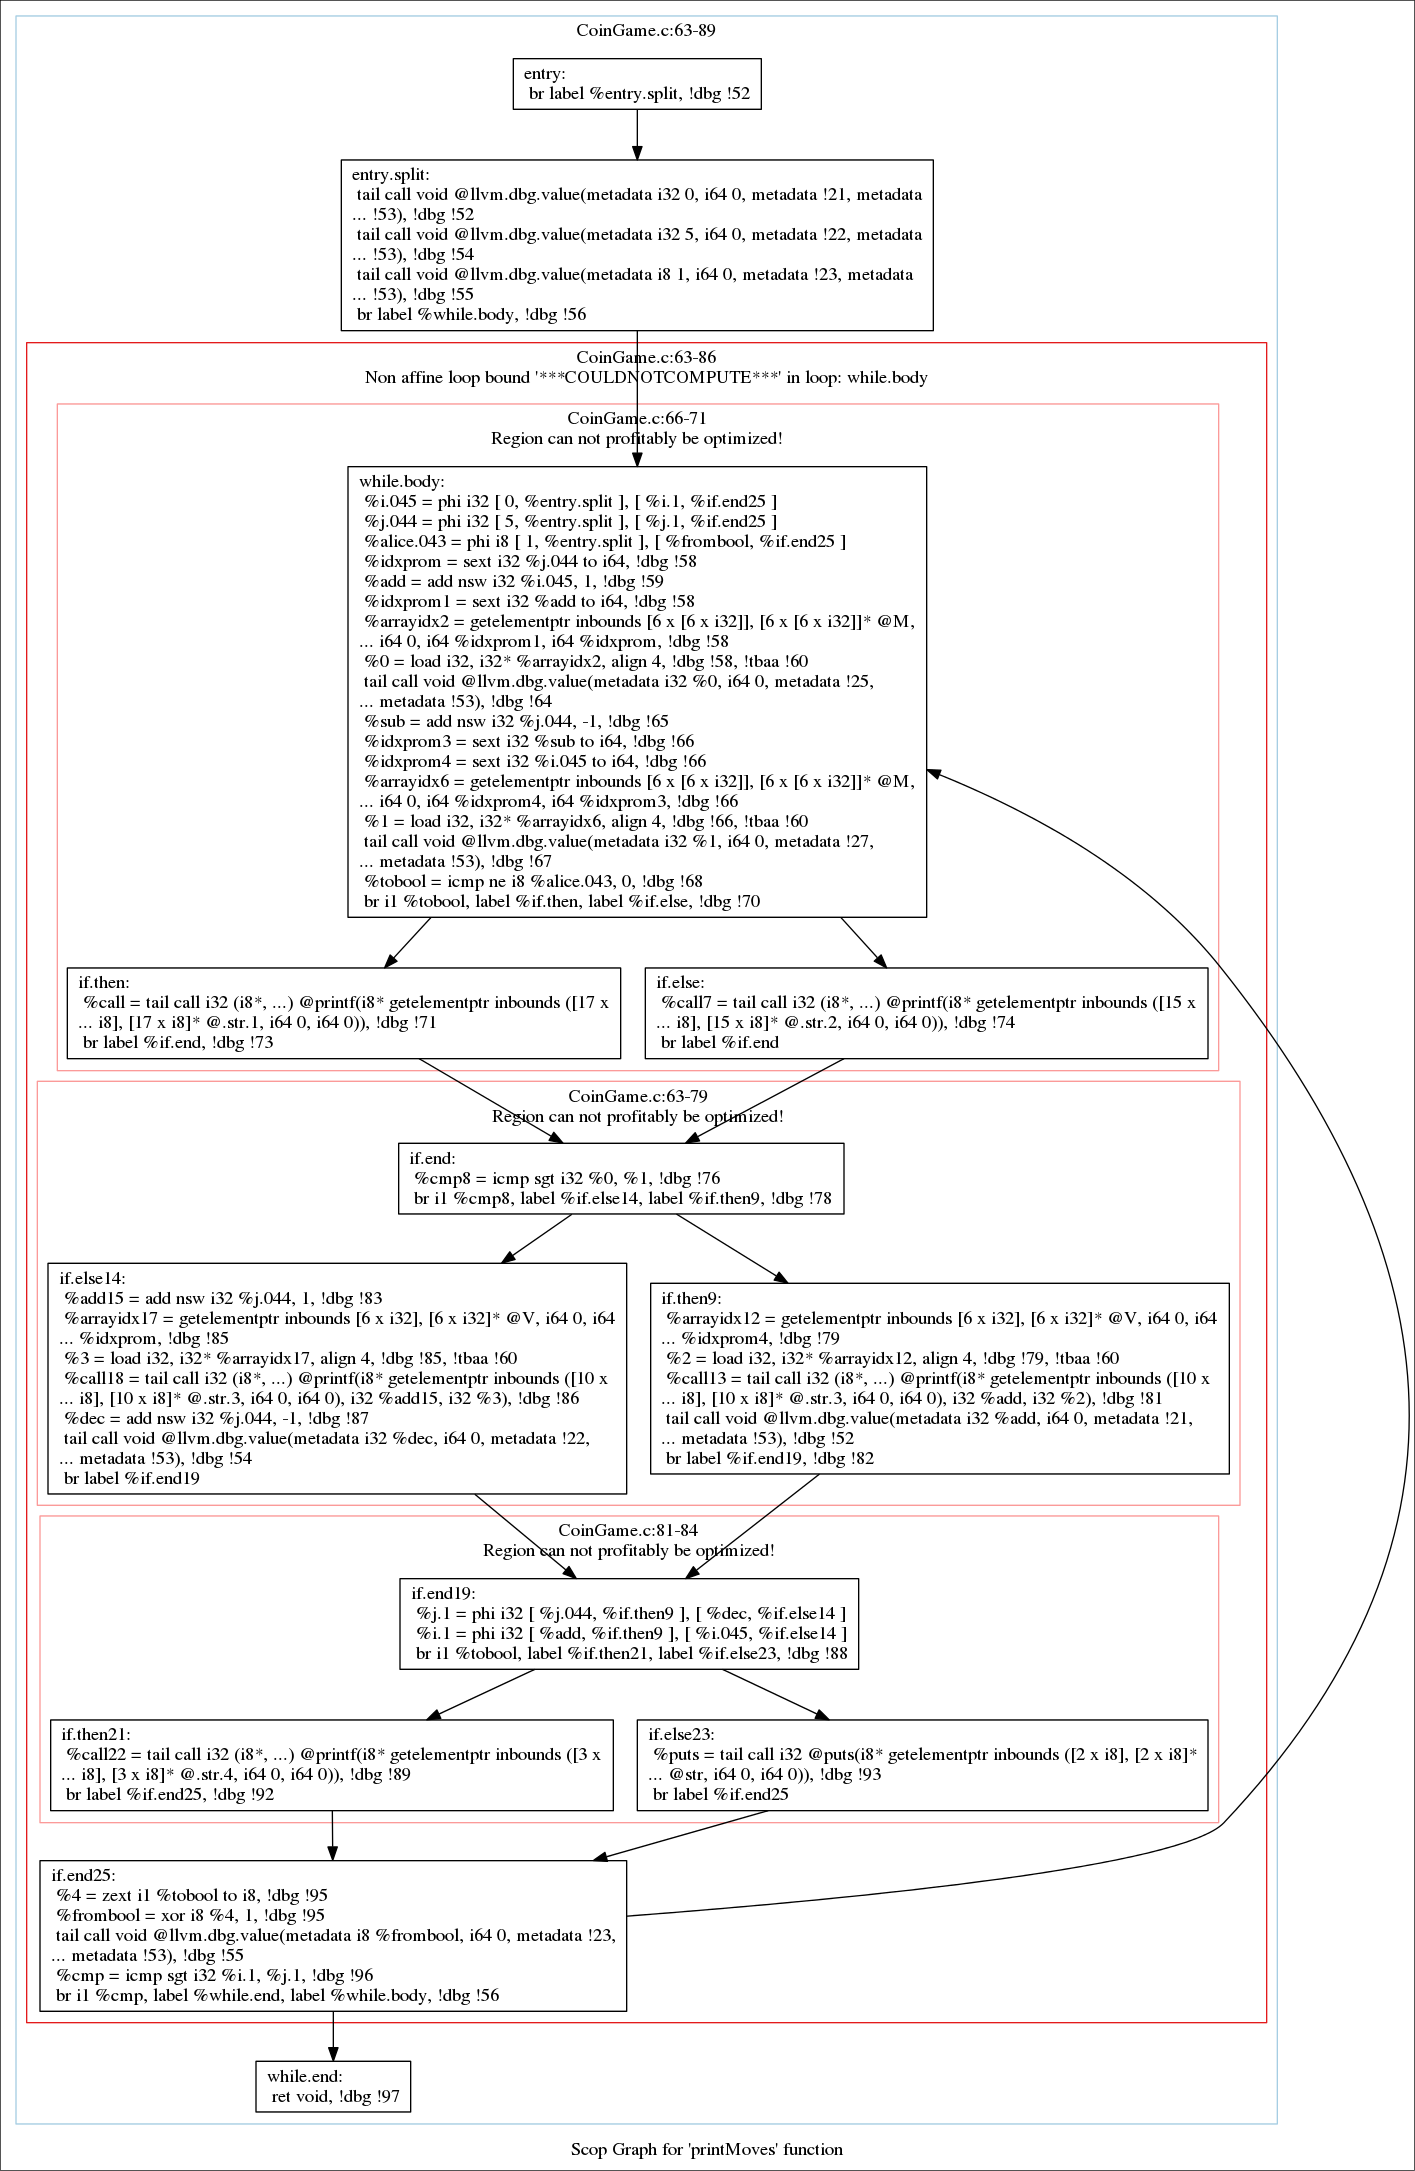 CoinGame.c:63-89
entry:
br label %entry.split, !dbg !52
entry.split:
tail call void @llvm.dbg.value(metadata i32 0, i64 0, metadata !21, metadata
... !53), !dbg !52
tail call void @llvm.dbg.value(metadata i32 5, i64 0, metadata !22, metadata
... !53), !dbg !54
tail call void @llvm.dbg.value(metadata i8 1, i64 0, metadata !23, metadata
... !53), !dbg !55
br label %while.body, !dbg !56
CoinGame.c:63-86
Non affine loop bound '***COULDNOTCOMPUTE***' in loop: while.body
CoinGame.c:66-71
Region can not profitably be optimized!
while.body:
%i.045 = phi i32 [ 0, %entry.split ], [ %i.1, %if.end25 ]
%j.044 = phi i32 [ 5, %entry.split ], [ %j.1, %if.end25 ]
%alice.043 = phi i8 [ 1, %entry.split ], [ %frombool, %if.end25 ]
%idxprom = sext i32 %j.044 to i64, !dbg !58
%add = add nsw i32 %i.045, 1, !dbg !59
%idxprom1 = sext i32 %add to i64, !dbg !58
%arrayidx2 = getelementptr inbounds [6 x [6 x i32]], [6 x [6 x i32]]* @M,
... i64 0, i64 %idxprom1, i64 %idxprom, !dbg !58
%0 = load i32, i32* %arrayidx2, align 4, !dbg !58, !tbaa !60
tail call void @llvm.dbg.value(metadata i32 %0, i64 0, metadata !25,
... metadata !53), !dbg !64
%sub = add nsw i32 %j.044, -1, !dbg !65
%idxprom3 = sext i32 %sub to i64, !dbg !66
%idxprom4 = sext i32 %i.045 to i64, !dbg !66
%arrayidx6 = getelementptr inbounds [6 x [6 x i32]], [6 x [6 x i32]]* @M,
... i64 0, i64 %idxprom4, i64 %idxprom3, !dbg !66
%1 = load i32, i32* %arrayidx6, align 4, !dbg !66, !tbaa !60
tail call void @llvm.dbg.value(metadata i32 %1, i64 0, metadata !27,
... metadata !53), !dbg !67
%tobool = icmp ne i8 %alice.043, 0, !dbg !68
br i1 %tobool, label %if.then, label %if.else, !dbg !70
if.then:
%call = tail call i32 (i8*, ...) @printf(i8* getelementptr inbounds ([17 x
... i8], [17 x i8]* @.str.1, i64 0, i64 0)), !dbg !71
br label %if.end, !dbg !73
if.else:
%call7 = tail call i32 (i8*, ...) @printf(i8* getelementptr inbounds ([15 x
... i8], [15 x i8]* @.str.2, i64 0, i64 0)), !dbg !74
br label %if.end
CoinGame.c:63-79
Region can not profitably be optimized!
if.end:
%cmp8 = icmp sgt i32 %0, %1, !dbg !76
br i1 %cmp8, label %if.else14, label %if.then9, !dbg !78
if.else14:
%add15 = add nsw i32 %j.044, 1, !dbg !83
%arrayidx17 = getelementptr inbounds [6 x i32], [6 x i32]* @V, i64 0, i64
... %idxprom, !dbg !85
%3 = load i32, i32* %arrayidx17, align 4, !dbg !85, !tbaa !60
%call18 = tail call i32 (i8*, ...) @printf(i8* getelementptr inbounds ([10 x
... i8], [10 x i8]* @.str.3, i64 0, i64 0), i32 %add15, i32 %3), !dbg !86
%dec = add nsw i32 %j.044, -1, !dbg !87
tail call void @llvm.dbg.value(metadata i32 %dec, i64 0, metadata !22,
... metadata !53), !dbg !54
br label %if.end19
if.then9:
%arrayidx12 = getelementptr inbounds [6 x i32], [6 x i32]* @V, i64 0, i64
... %idxprom4, !dbg !79
%2 = load i32, i32* %arrayidx12, align 4, !dbg !79, !tbaa !60
%call13 = tail call i32 (i8*, ...) @printf(i8* getelementptr inbounds ([10 x
... i8], [10 x i8]* @.str.3, i64 0, i64 0), i32 %add, i32 %2), !dbg !81
tail call void @llvm.dbg.value(metadata i32 %add, i64 0, metadata !21,
... metadata !53), !dbg !52
br label %if.end19, !dbg !82
CoinGame.c:81-84
Region can not profitably be optimized!
if.end19:
%j.1 = phi i32 [ %j.044, %if.then9 ], [ %dec, %if.else14 ]
%i.1 = phi i32 [ %add, %if.then9 ], [ %i.045, %if.else14 ]
br i1 %tobool, label %if.then21, label %if.else23, !dbg !88
if.then21:
%call22 = tail call i32 (i8*, ...) @printf(i8* getelementptr inbounds ([3 x
... i8], [3 x i8]* @.str.4, i64 0, i64 0)), !dbg !89
br label %if.end25, !dbg !92
if.else23:
%puts = tail call i32 @puts(i8* getelementptr inbounds ([2 x i8], [2 x i8]*
... @str, i64 0, i64 0)), !dbg !93
br label %if.end25
if.end25:
%4 = zext i1 %tobool to i8, !dbg !95
%frombool = xor i8 %4, 1, !dbg !95
tail call void @llvm.dbg.value(metadata i8 %frombool, i64 0, metadata !23,
... metadata !53), !dbg !55
%cmp = icmp sgt i32 %i.1, %j.1, !dbg !96
br i1 %cmp, label %while.end, label %while.body, !dbg !56
while.end:
ret void, !dbg !97
Scop Graph for 'printMoves' function